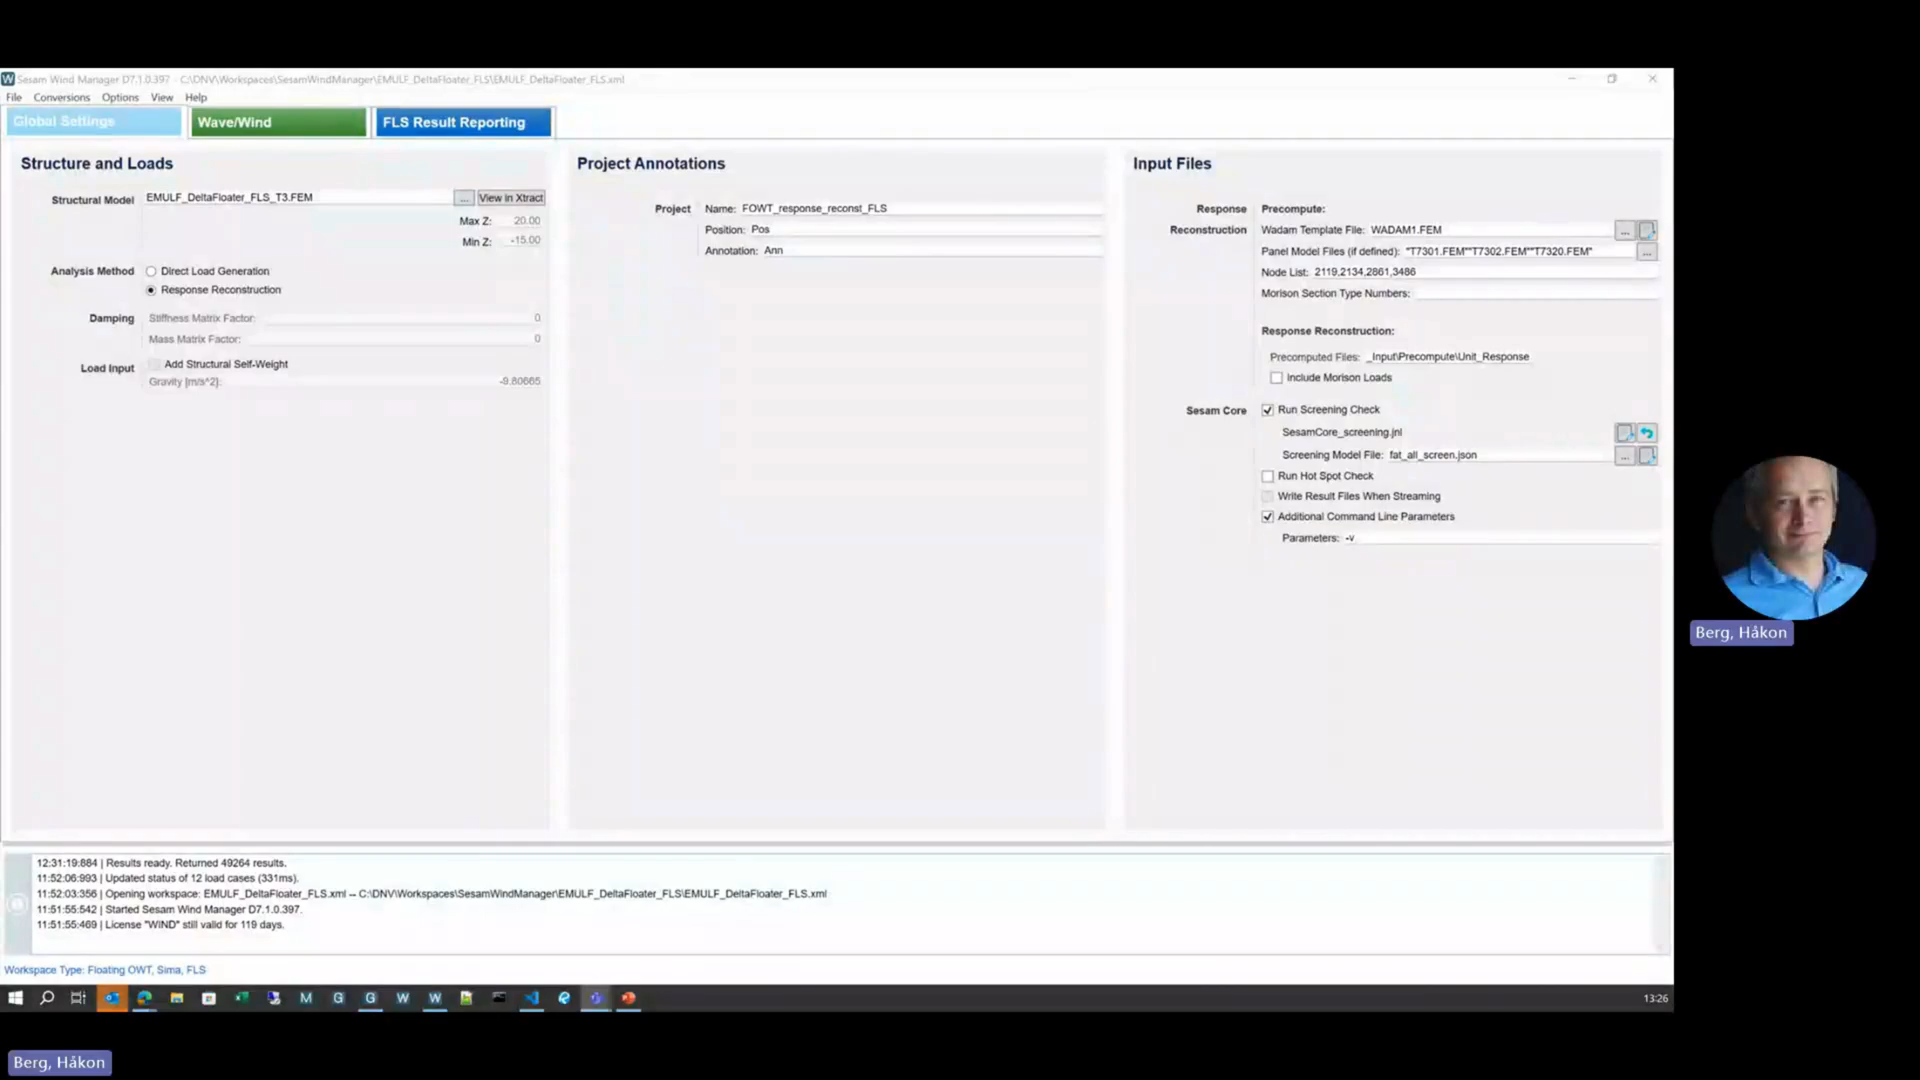 Sesam Wind Manager D7.1.0.397 - C:\DNV\Workspaces\SesamWindManager\EMULF_DeltaFloater_FLS\EMULF_DeltaFloater_FLS.xml
File Conversions Options View Help
Global Settings Wave/Wind FLS Result Reporting
Structure and Loads
Structural Model EMULF_DeltaFloater_FLS_T3.FEM ... View in Xtract
Max Z: 20.00
Min Z: -15.00
Analysis Method Direct Load Generation
Response Reconstruction
Damping Stiffness Matrix Factor: 0
Mass Matrix Factor: 0
Load Input Add Structural Self-Weight
Gravity [m/s^2]: -9.80665
Project Annotations
Project Name: FOWT_response_reconst_FLS
Position: Pos
Annotation: Ann
Input Files
Response Reconstruction
Precompute:
Wadam Template File: WADAM1.FEM ...
Panel Model Files (if defined): "T7301.FEM""T7302.FEM""T7320.FEM" ...
Node List: 2119,2134,2861,3486
Morison Section Type Numbers:
Response Reconstruction:
Precomputed Files: _Input\Precompute\Unit_Response
Include Morison Loads
Sesam Core Run Screening Check
SesamCore_screening.jnl
Screening Model File: fat_all_screen.json ...
Run Hot Spot Check
Write Result Files When Streaming
Additional Command Line Parameters
Parameters: -v
12:31:19:884 | Results ready. Returned 49264 results.
11:52:06:993 | Updated status of 12 load cases (331ms).
11:52:03:356 | Opening workspace: EMULF_DeltaFloater_FLS.xml -- C:\DNV\Workspaces\SesamWindManager\EMULF_DeltaFloater_FLS\EMULF_DeltaFloater_FLS.xml
11:51:55:542 | Started Sesam Wind Manager D7.1.0.397.
11:51:55:469 | License "WIND" still valid for 119 days.
Workspace Type: Floating OWT, Sima, FLS
13:26
Berg, Håkon
Berg, Håkon